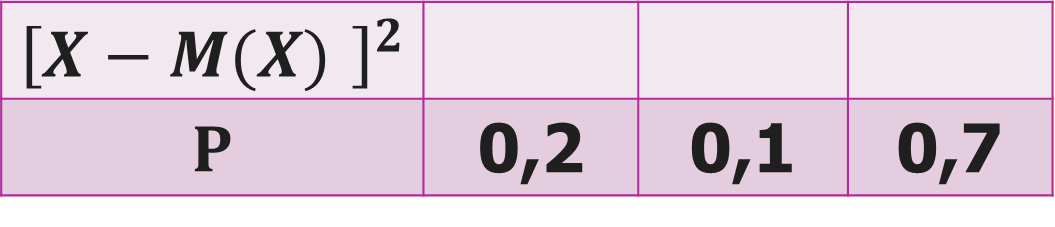 [X − M(X) ]²
P 0,2 0,1 0,7